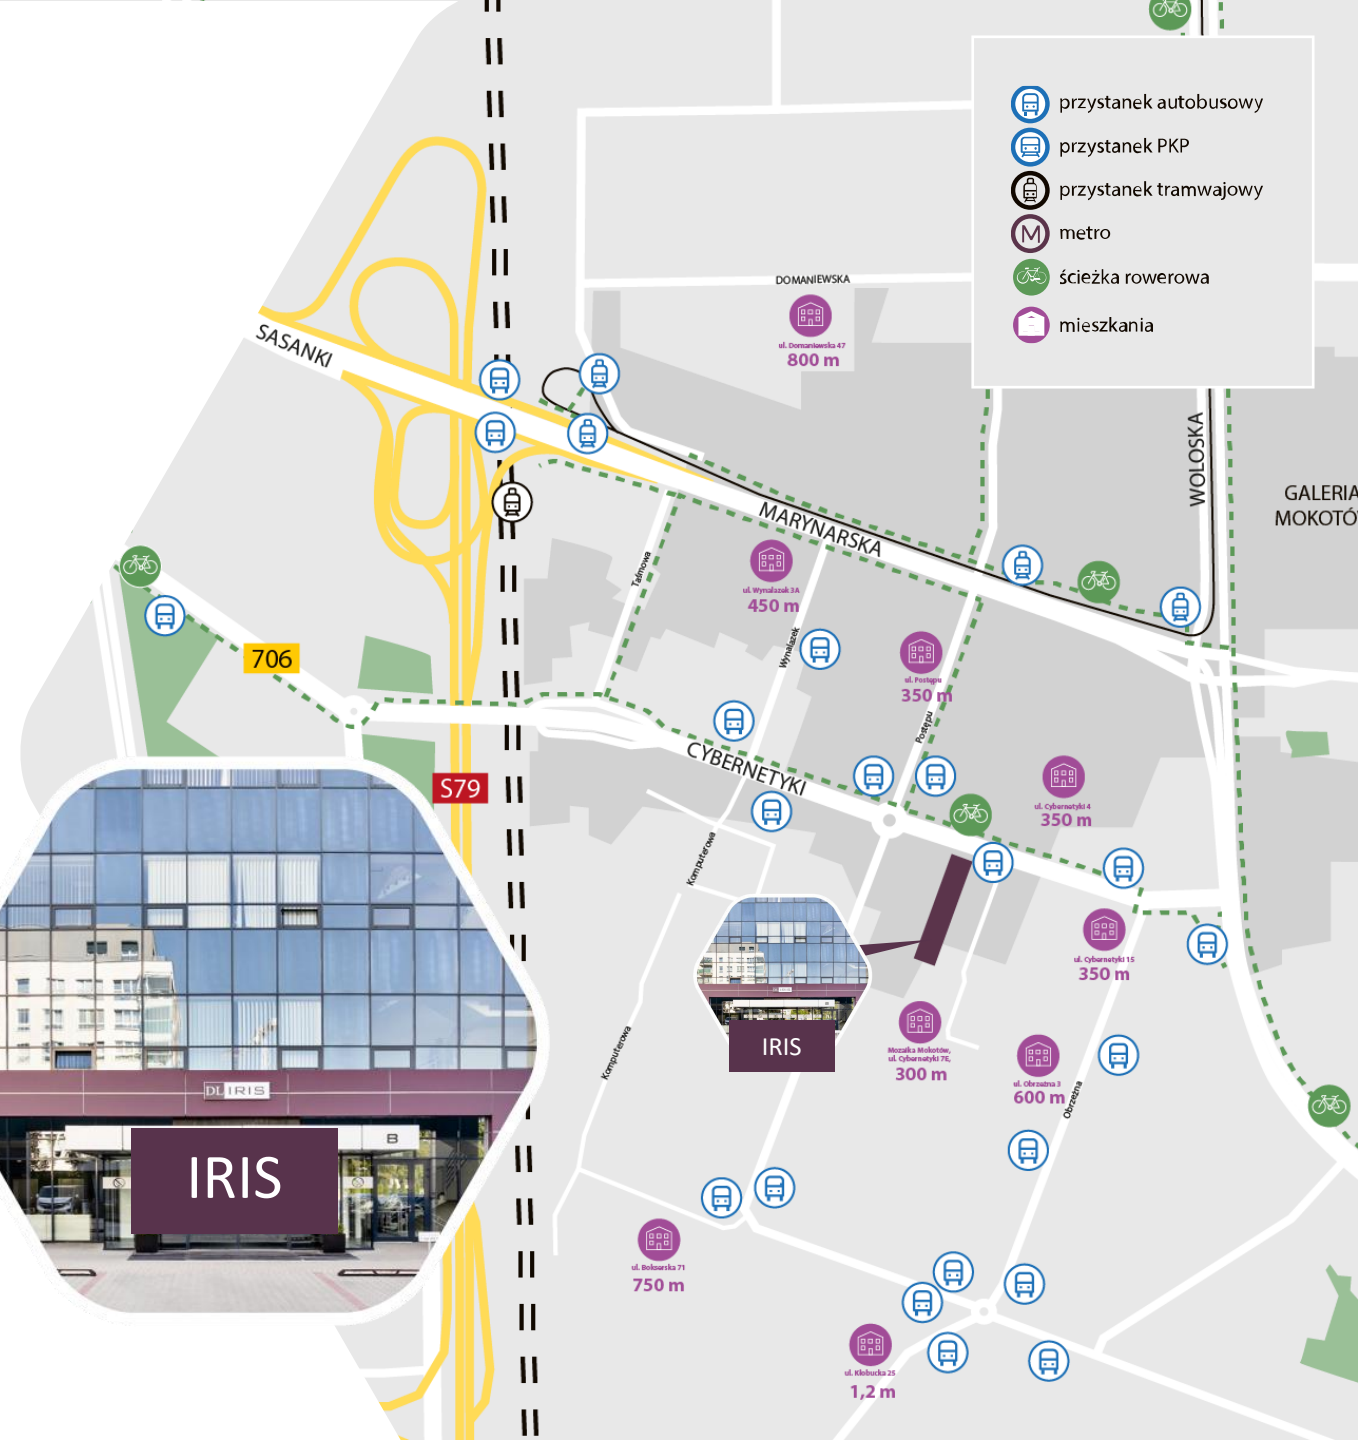 przystanek autobusowy
przystanek PKP
przystanek tramwajowy
M metro
ścieżka rowerowa
mieszkania
DOMANIEWSKA
ul. Domaniewska 47
800 m
SASANKI
WOLOSKA
GALERIA
MOKOTÓ
MARYNARSKA
Taśmowa
ul. Wynalazek 3A
450 m
Wynalazek
ul. Postępu
350 m
Postępu
706
CYBERNETYKI
S79
ul. Cybernetyki 4
350 m
Komputerowa
ul. Cybernetyki 15
350 m
IRIS
Mozaika Mokotów,
ul. Cybernetyki 7E,
300 m
Komputerowa
ul. Obrzeżna 3
600 m
Obrzeżna
DL IRIS
B
IRIS
ul. Bokserska 71
750 m
ul. Kłobucka 25
1,2 m